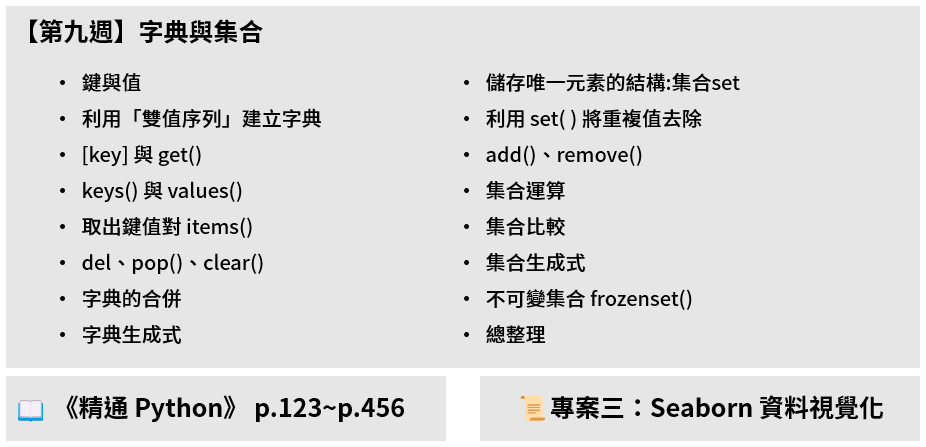 【第九週】字典與集合
• 鍵與值
• 利用「雙值序列」建立字典
• [key] 與 get()
• keys() 與 values()
• 取出鍵值對 items()
• del、pop()、clear()
• 字典的合併
• 字典生成式
• 儲存唯一元素的結構:集合set
• 利用 set( ) 將重複值去除
• add()、remove()
• 集合運算
• 集合比較
• 集合生成式
• 不可變集合 frozenset()
• 總整理
《精通 Python》 p.123~p.456
專案三：Seaborn 資料視覺化